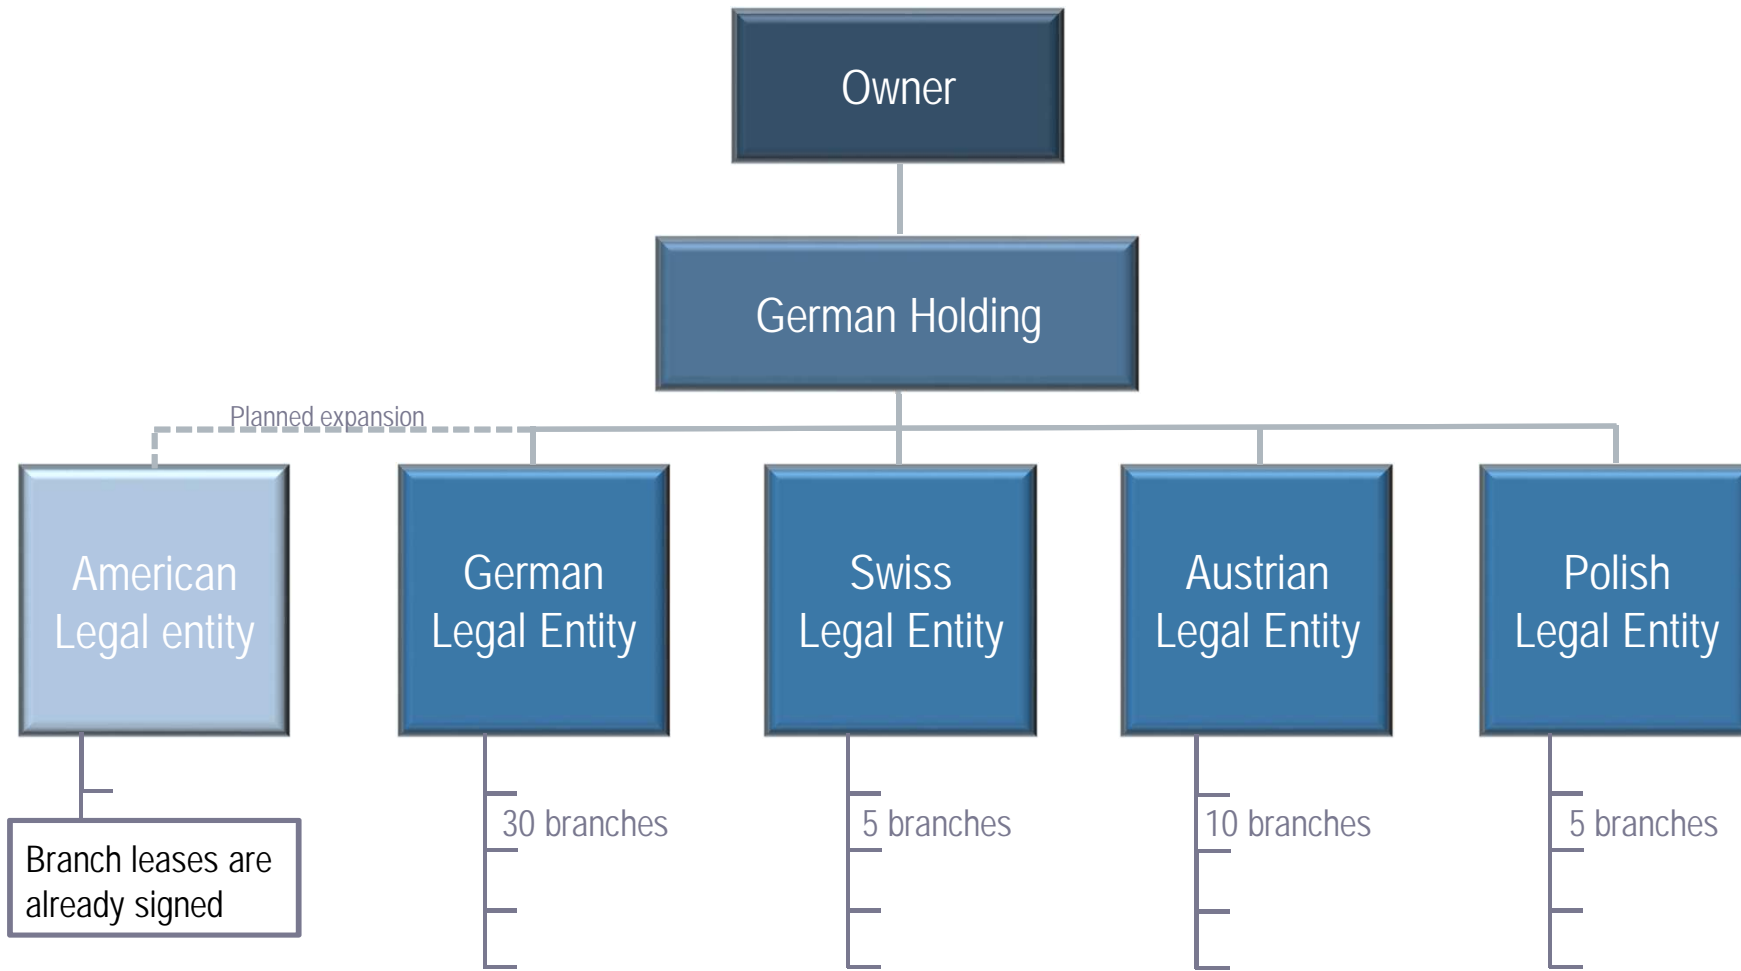 Owner
German Holding
Planned expansion
American
Legal entity
German
Legal Entity
Swiss
Legal Entity
Austrian
Legal Entity
Polish
Legal Entity
Branch leases are
already signed
30 branches
5 branches
10 branches
5 branches